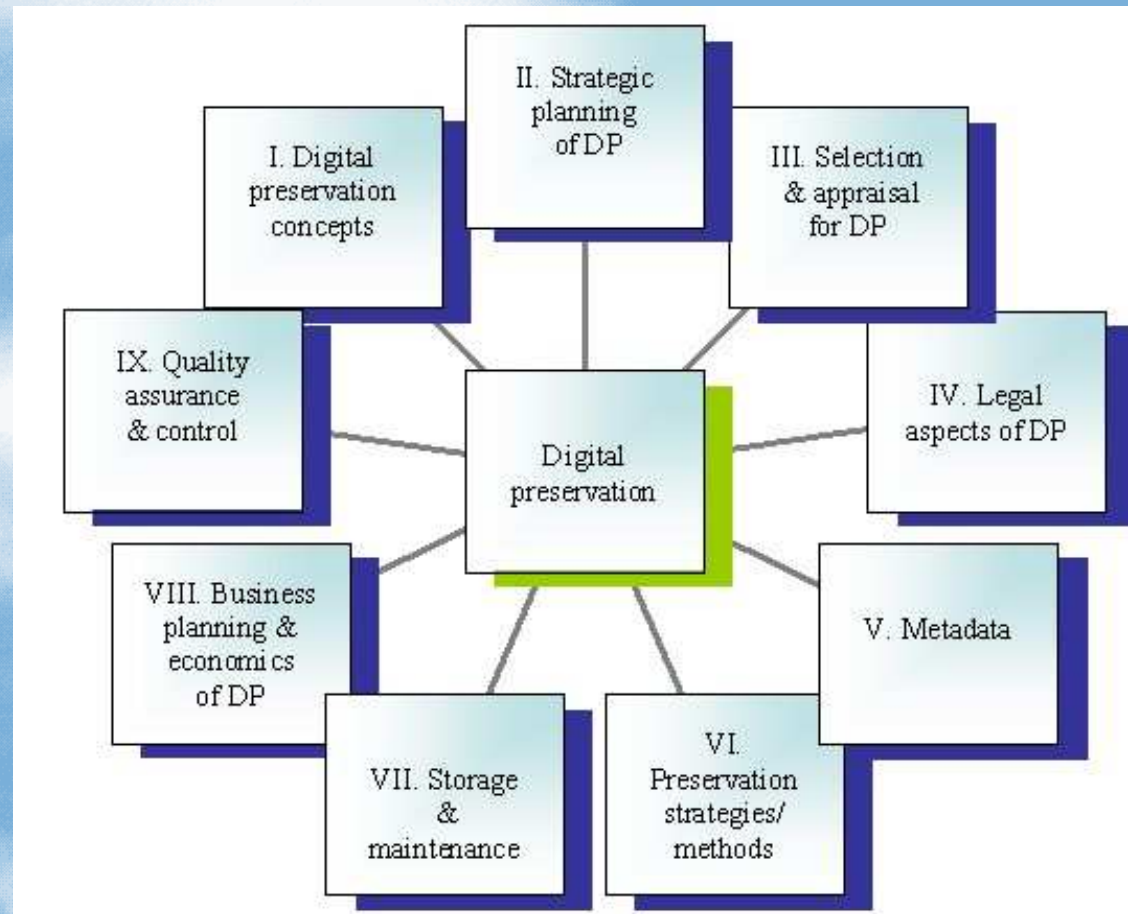 I. Digital
preservation
concepts
II. Strategic
planning
of DP
III. Selection
& appraisal
for DP
IV. Legal
aspects of DP
V. Metadata
VI.
Preservation
strategies/
methods
VII. Storage
&
maintenance
VIII. Business
planning &
economics
of DP
IX. Quality
assurance
& control
Digital
preservation